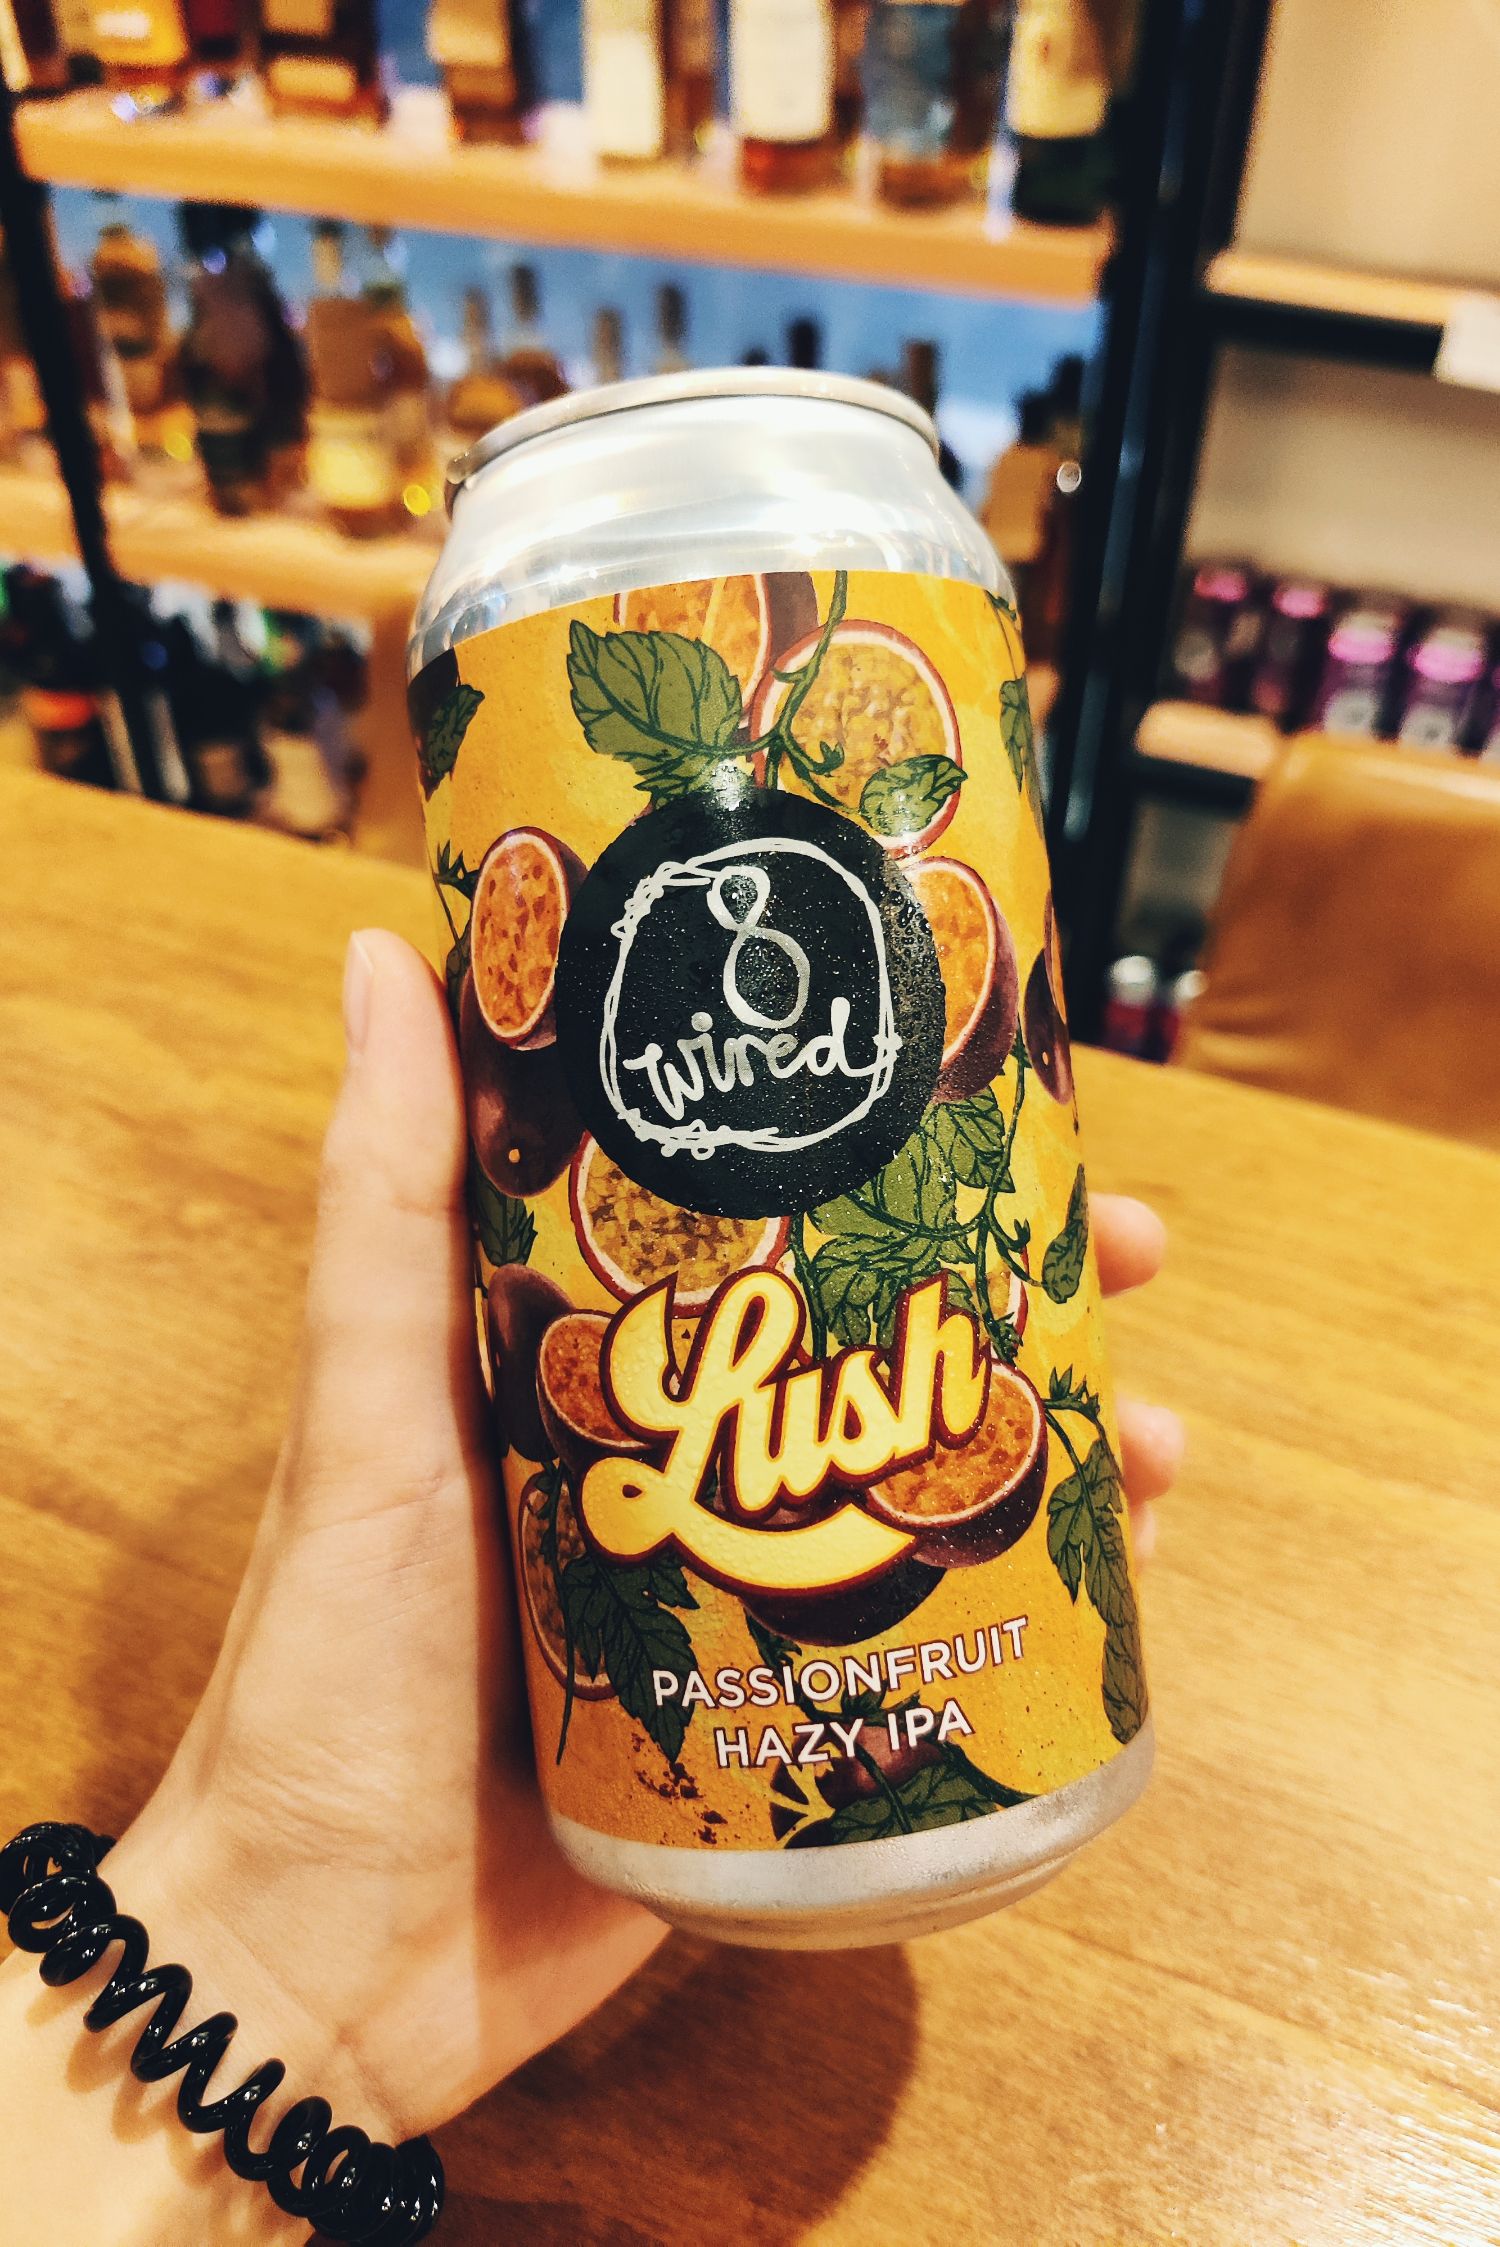 8
wired
Lush
PASSIONFRUIT
HAZY IPA